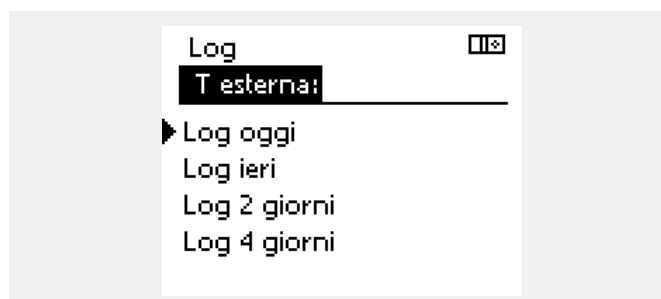 Log
T esterna:
Log oggi
Log ieri
Log 2 giorni
Log 4 giorni